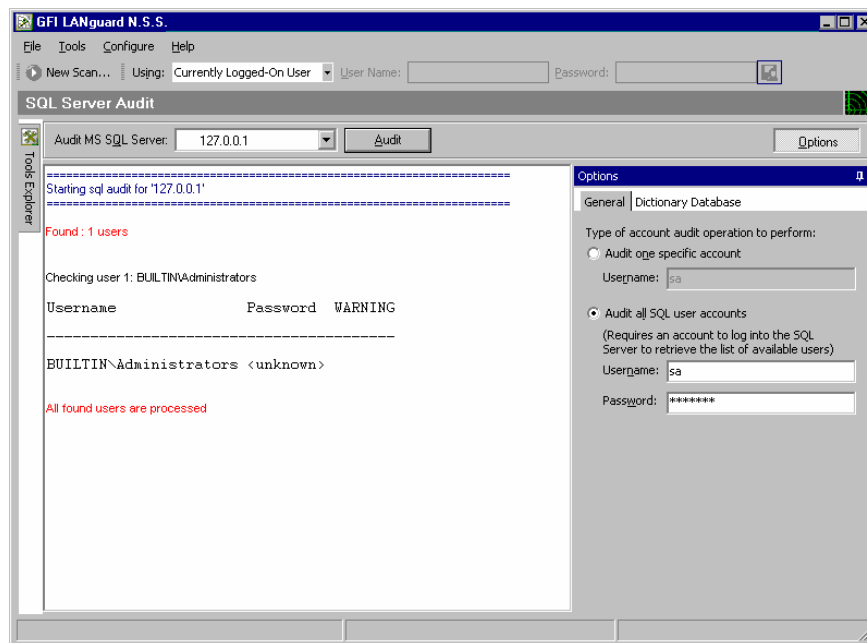 GFI LANguard N.S.S.
File Tools Configure Help
New Scan... Using: Currently Logged-On User User Name: Password:
SQL Server Audit
Tools Explorer
Audit MS SQL Server: 127.0.0.1 Audit Options
==========================================================================
Starting sql audit for '127.0.0.1'
==========================================================================
Found : 1 users
Checking user 1: BUILTIN\Administrators
Username Password WARNING
----------------------------------------
BUILTIN\Administrators <unknown>
All found users are processed
Options
General Dictionary Database
Type of account audit operation to perform:
Audit one specific account
Username: sa
Audit all SQL user accounts
(Requires an account to log into the SQL
Server to retrieve the list of available users)
Username: sa
Password: *******